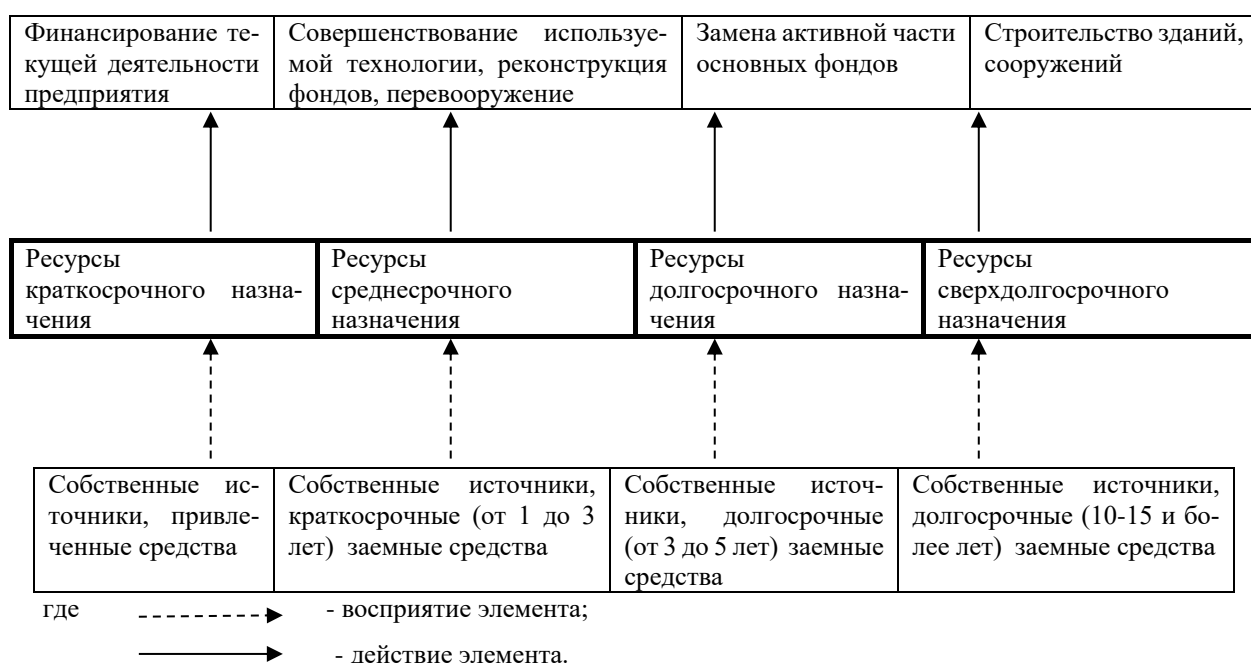 Финансирование те-
кущей деятельности
предприятия
Совершенствование используе-
мой технологии, реконструкция
фондов, перевооружение
Замена активной части
основных фондов
Строительство зданий,
сооружений
Ресурсы
краткосрочного назна-
чения
Ресурсы
среднесрочного
назначения
Ресурсы
долгосрочного назна-
чения
Ресурсы
сверхдолгосрочного
назначения
Собственные ис-
точники, привле-
ченные средства
Собственные источники,
краткосрочные (от 1 до 3
лет) заемные средства
Собственные источ-
ники, долгосрочные
(от 3 до 5 лет) заемные
средства
Собственные источники,
долгосрочные (10-15 и бо-
лее лет) заемные средства
где - восприятие элемента;
- действие элемента.